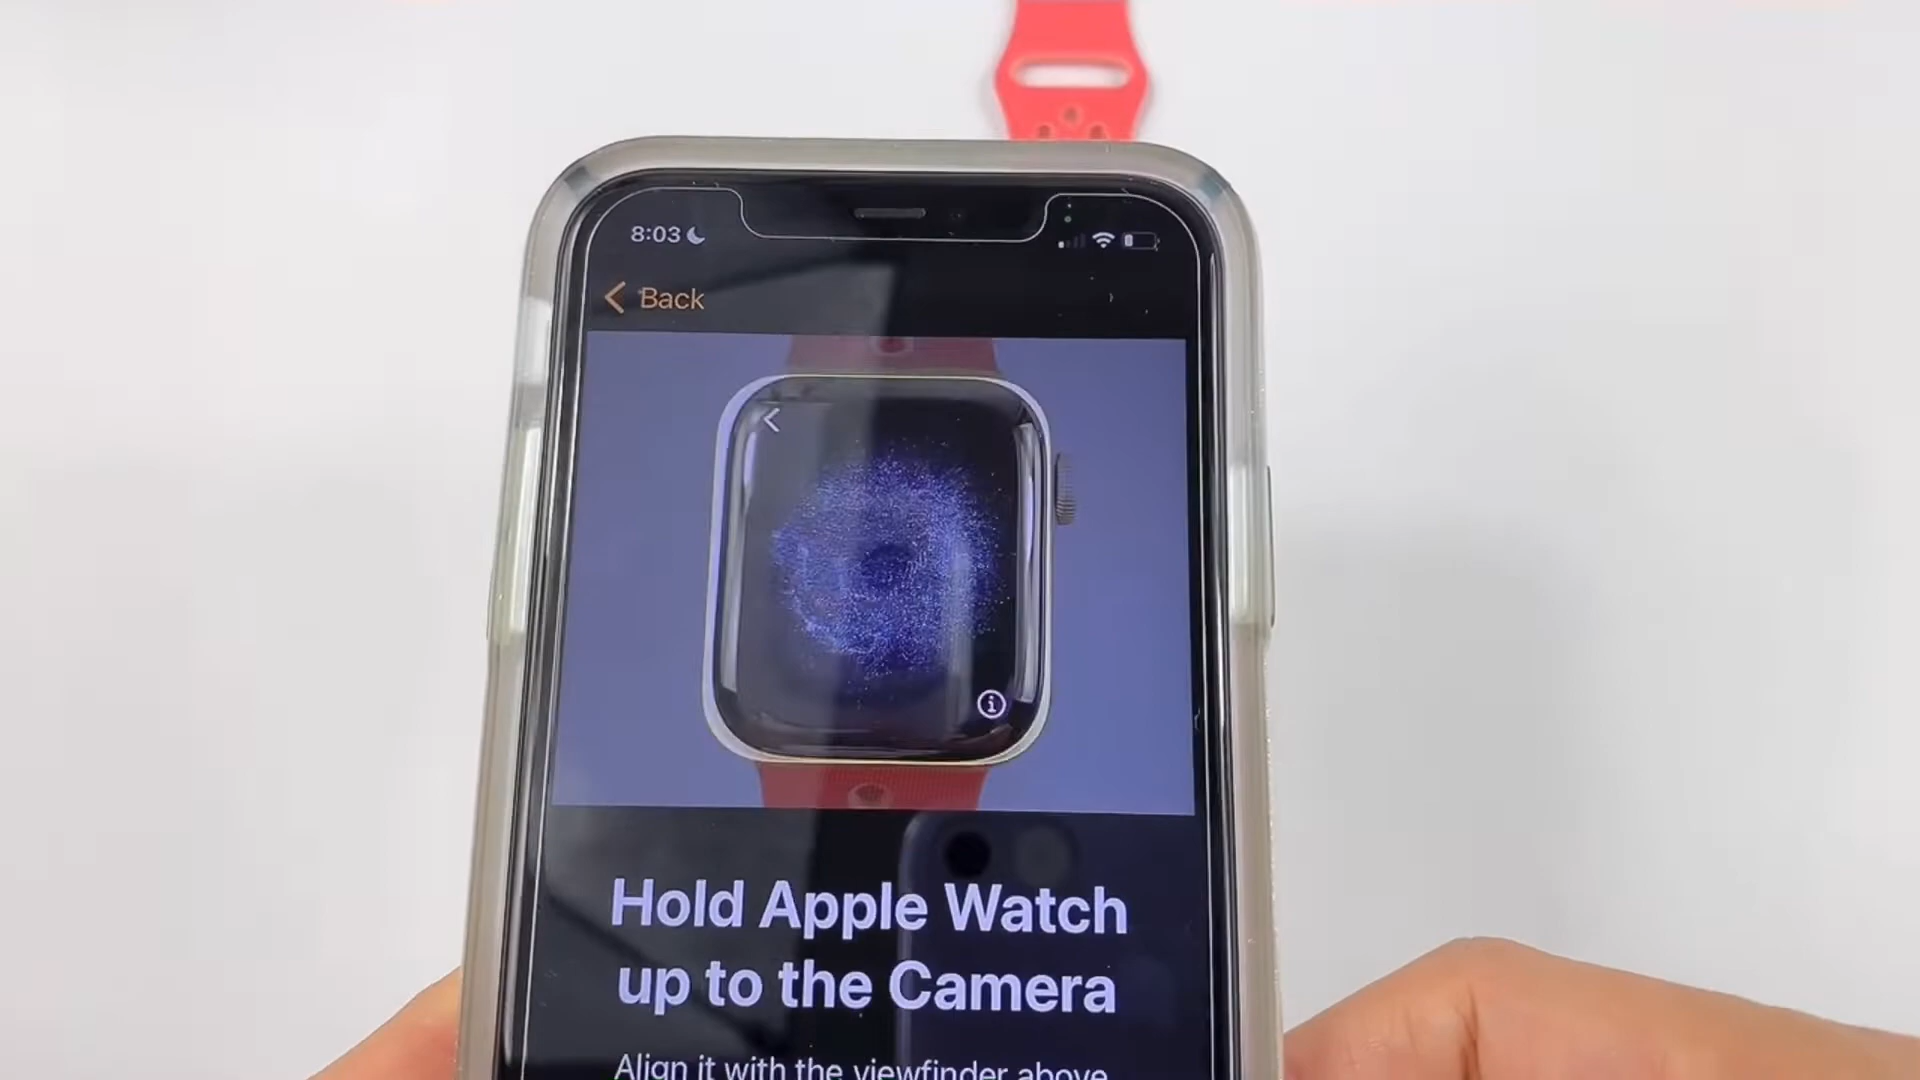 8:03
Back
Hold Apple Watch
up to the Camera
Align it with the viewfinder above